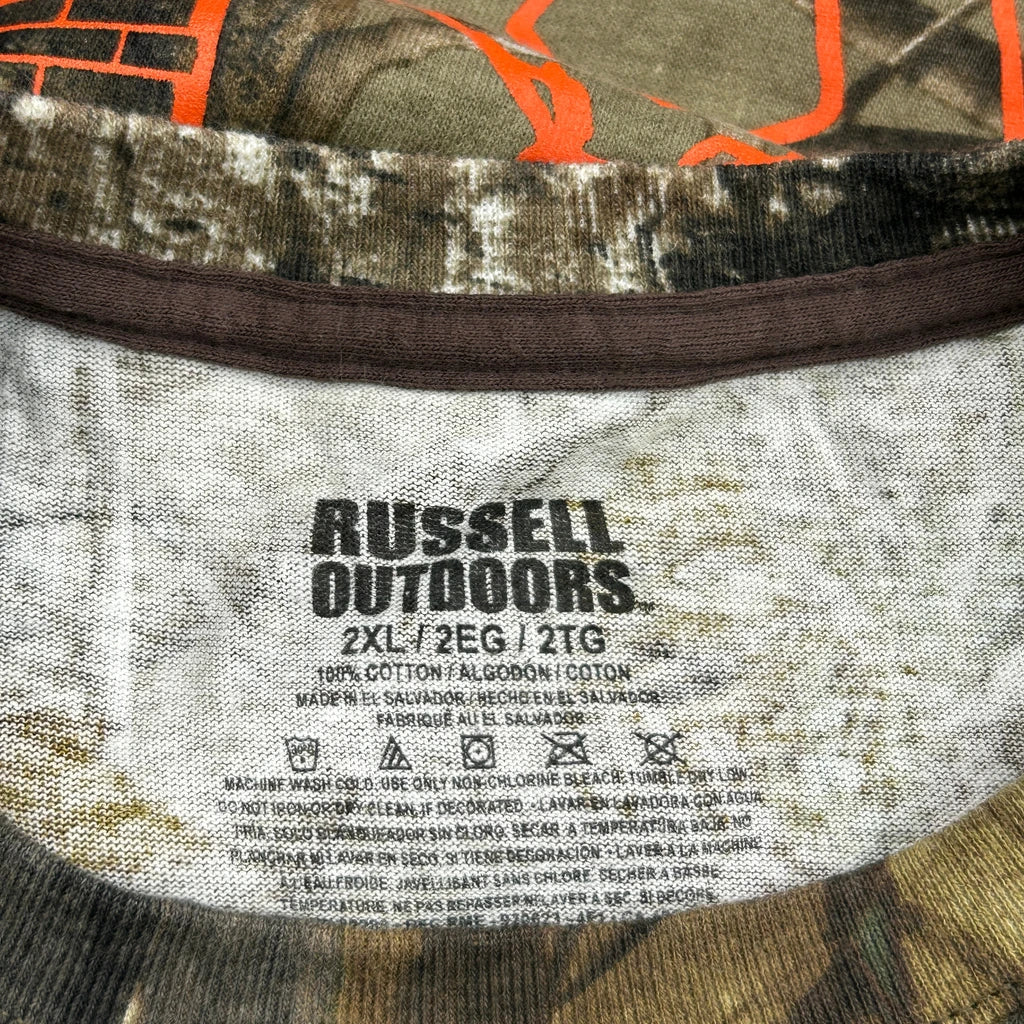 RUSSELL
OUTDOORS™
2XL / 2EG / 2TG
100% COTTON / ALGODON / COTON
MADE IN EL SALVADOR / HECHO EN EL SALVADOR
FABRIQUÉ AU EL SALVADOR
MACHINE WASH COLD. USE ONLY NON-CHLORINE BLEACH. TUMBLE DRY LOW
DO NOT IRON OR DRY CLEAN, IF DECORATED. - LAVAR EN LAVADORA CON AGUA
FRIA. SOLO BLANQUEADOR SIN CLORO. SECAR A TEMPERATURA BAJA. NO
PLANCHAR NI LAVAR EN SECO, SI TIENE DECORACIÓN - LAVER À LA MACHINE
À L'EAU FROIDE. JAVELLISANT SANS CHLORE. SÉCHER A BASSE
TEMPERATURE. NE PAS REPASSER NI LAVER A SEC, SI DECORE.